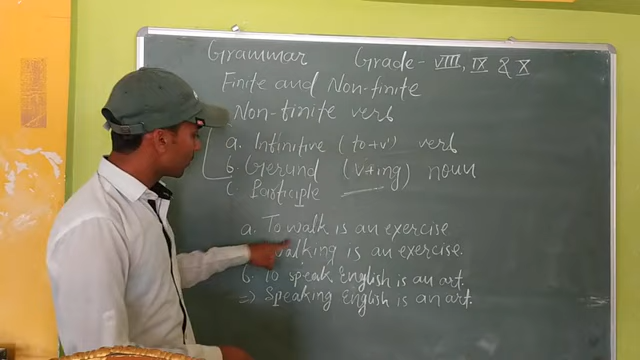 Grammar Grade - VIII, IX & X
Finite and Non-finite
Non-tinite verb
a. Infinitive (to+v¹) verb
b. Gerund (v+ing) noun
c. Participle
a. To walk is an exercise
walking is an exercise.
b. To speak English is an art.
=> Speaking English is an art.